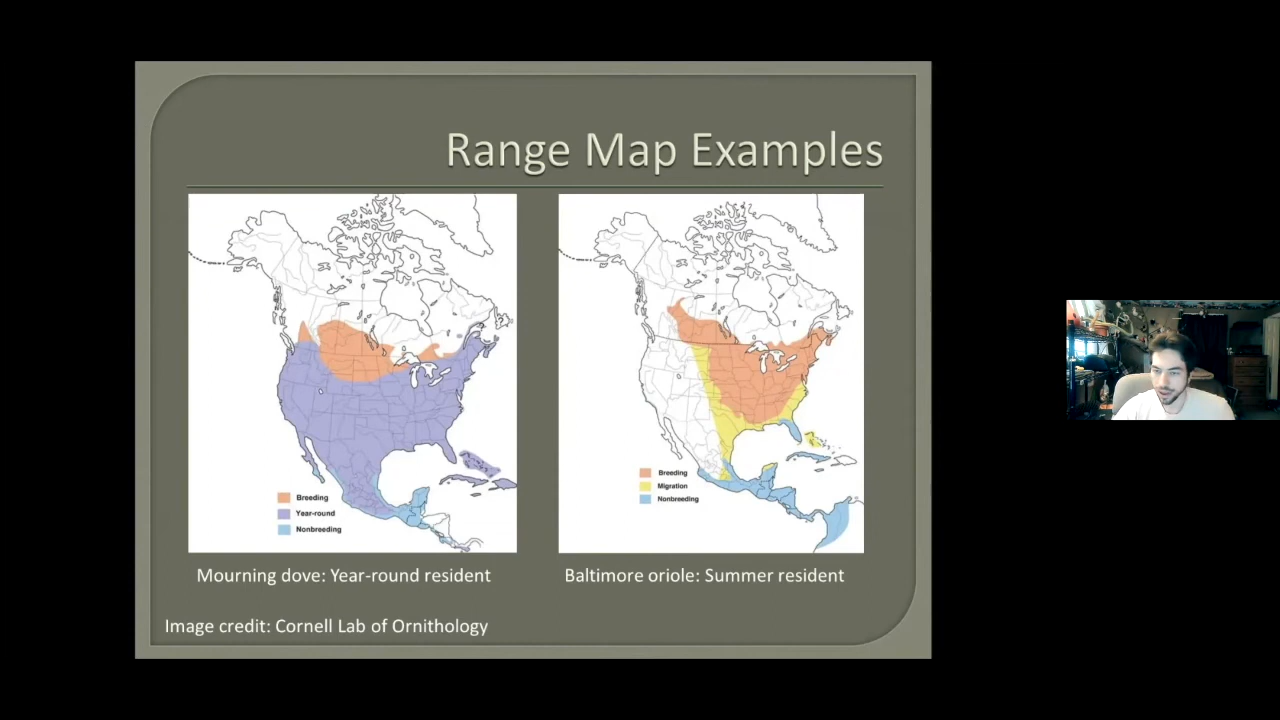 Range Map Examples
Breeding
Year-round
Nonbreeding
Breeding
Migration
Nonbreeding
Mourning dove: Year-round resident
Baltimore oriole: Summer resident
Image credit: Cornell Lab of Ornithology